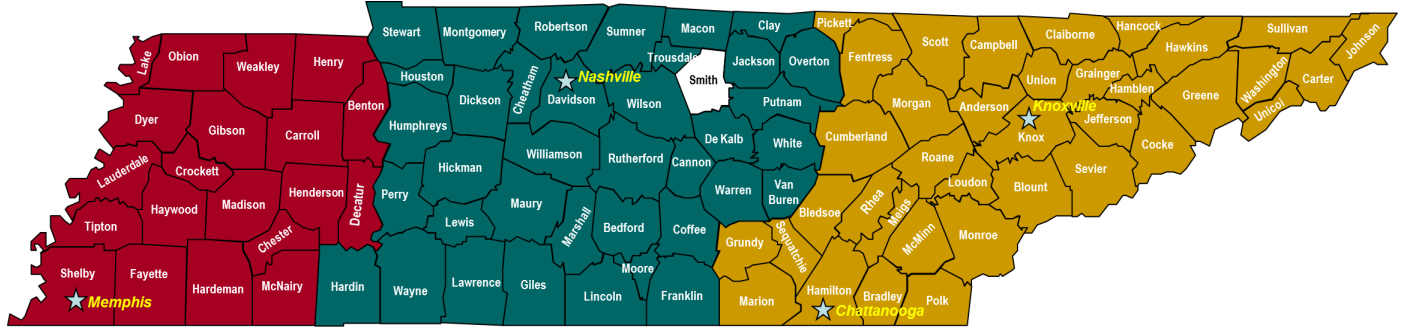 Lake
Obion
Weakley
Henry
Stewart
Montgomery
Robertson
Sumner
Macon
Clay
Pickett
Fentress
Scott
Campbell
Claiborne
Hancock
Hawkins
Sullivan
Johnson
Trousdale
Smith
Jackson
Overton
Houston
Dickson
Cheatham
Nashville
Davidson
Wilson
Putnam
Morgan
Anderson
Union
Grainger
Hamblen
Knoxville
Knox
Jefferson
Greene
Washington
Unicoi
Carter
Benton
Dyer
Gibson
Carroll
Humphreys
De Kalb
White
Cumberland
Cocke
Lauderdale
Crockett
Hickman
Williamson
Rutherford
Cannon
Roane
Loudon
Blount
Sevier
Haywood
Madison
Henderson
Decatur
Perry
Lewis
Maury
Marshall
Bedford
Coffee
Warren
Van
Buren
Bledsoe
Rhea
Meigs
McMinn
Monroe
Tipton
Chester
Grundy
Sequatchie
Shelby
Memphis
Fayette
Hardeman
McNairy
Hardin
Wayne
Lawrence
Giles
Moore
Lincoln
Franklin
Marion
Hamilton
Chattanooga
Bradley
Polk